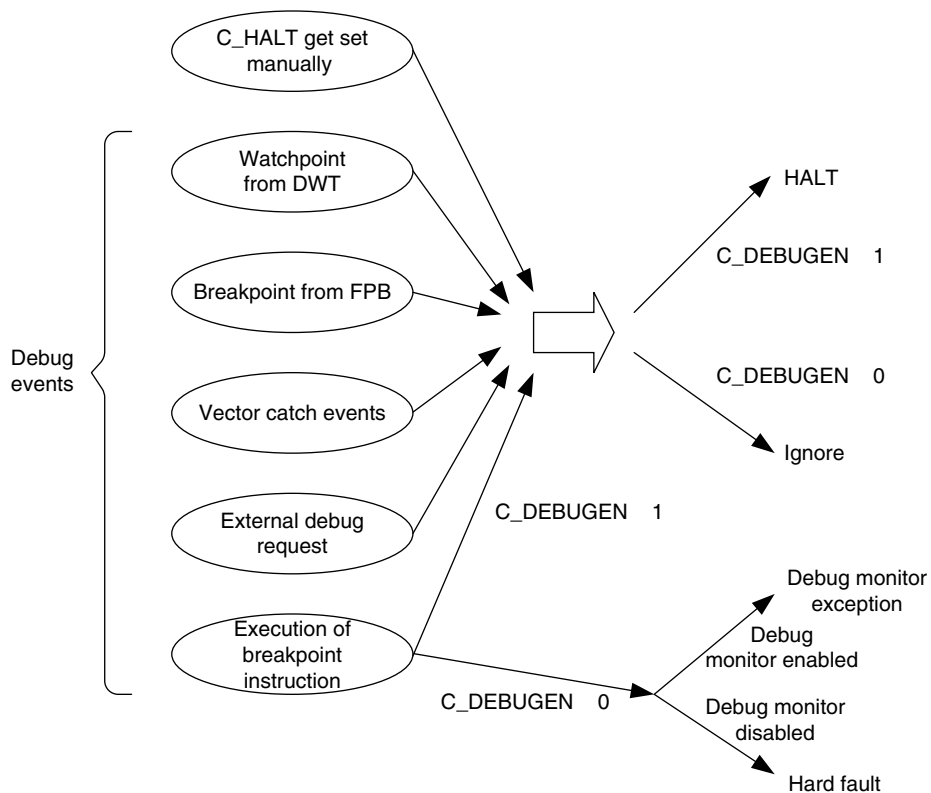 C_HALT get set
manually
Watchpoint
from DWT
HALT
C_DEBUGEN 1
Breakpoint from FPB
Debug
events
C_DEBUGEN 0
Vector catch events
Ignore
External debug
request
C_DEBUGEN 1
Execution of
breakpoint
instruction
C_DEBUGEN 0
Debug monitor
exception
Debug
monitor enabled
Debug monitor
disabled
Hard fault